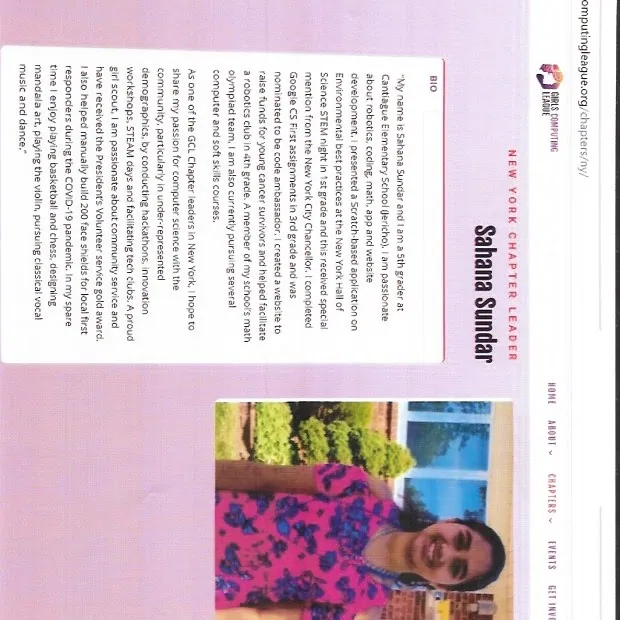 omputingleague.org/chapters/ny/
GIRLS COMPUTING
LEAGUE
HOME
ABOUT
CHAPTERS
EVENTS
GET INV
NEW YORK CHAPTER LEADER
Sahana Sundar
BIO
"My name is Sahana Sundar and I am a 5th grader at
Cantiague Elementary School (Jericho). I am passionate
about robotics, coding, math, app and website
development. I presented a Scratch-based application on
Environmental best practices at the New York Hall of
Science STEM night in 1st grade and this received special
mention from the New York City Chancellor. I completed
Google CS First assignments in 3rd grade and was
nominated to be code ambassador. I created a website to
raise funds for young cancer survivors and helped facilitate
a robotics club in 4th grade. A member of my school's math
olympiad team, I am also currently pursuing several
computer and soft skills courses.
As one of the GCL Chapter leaders in New York, I hope to
share my passion for computer science with the
community, particularly in under-represented
demographics, by conducting hackathons, innovation
workshops, STEAM days and facilitating tech clubs. A proud
girl scout, I am passionate about community service and
have received the President's Volunteer service gold award.
I also helped manually build 200 face shields for local first
responders during the COVID-19 pandemic. In my spare
time I enjoy playing basketball and chess, designing
mandala art, playing the violin, pursuing classical vocal
music and dance."